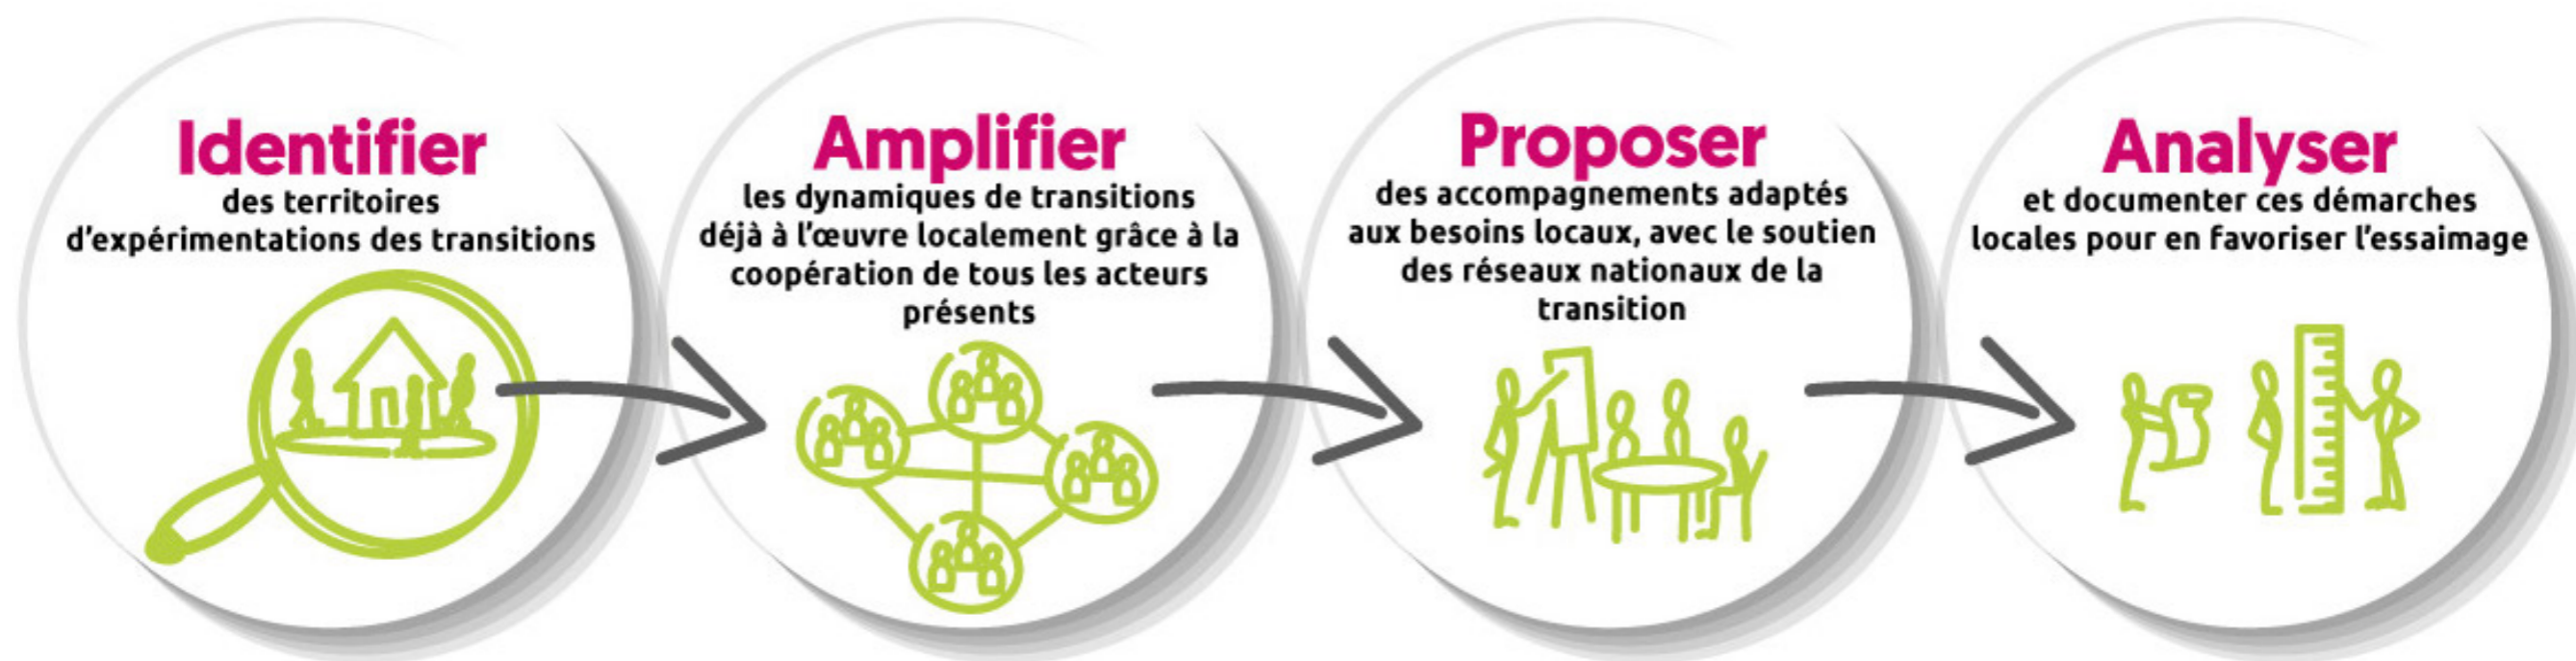 Identifier
des territoires
d'expérimentations des transitions
Amplifier
les dynamiques de transitions
déjà à l'œuvre localement grâce à la
coopération de tous les acteurs
présents
Proposer
des accompagnements adaptés
aux besoins locaux, avec le soutien
des réseaux nationaux de la
transition
Analyser
et documenter ces démarches
locales pour en favoriser l'essaimage